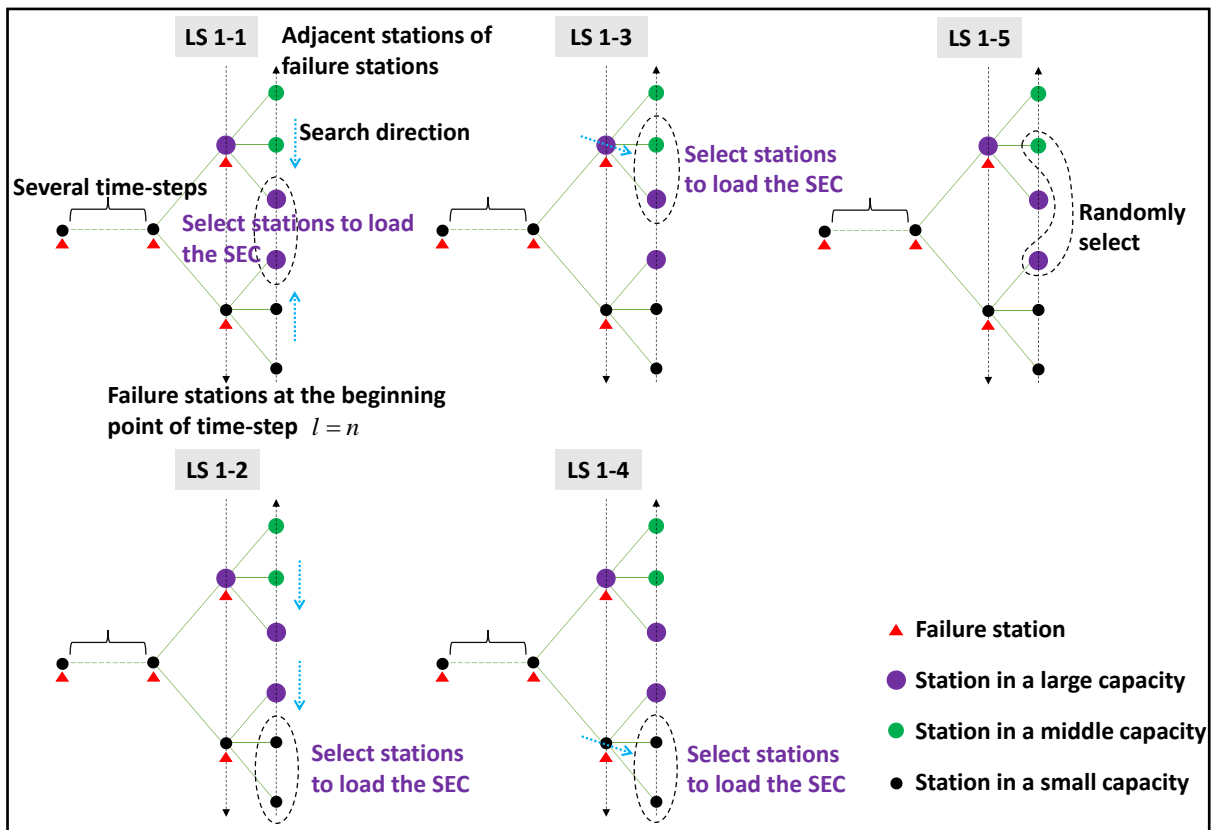 LS 1-1
Adjacent stations of
failure stations
Search direction
Several time-steps
Select stations to load
the SEC
Failure stations at the beginning
point of time-step l = n
LS 1-3
Select stations
to load the SEC
LS 1-5
Randomly
select
LS 1-2
Select stations
to load the SEC
LS 1-4
Select stations
to load the SEC
Failure station
Station in a large capacity
Station in a middle capacity
Station in a small capacity